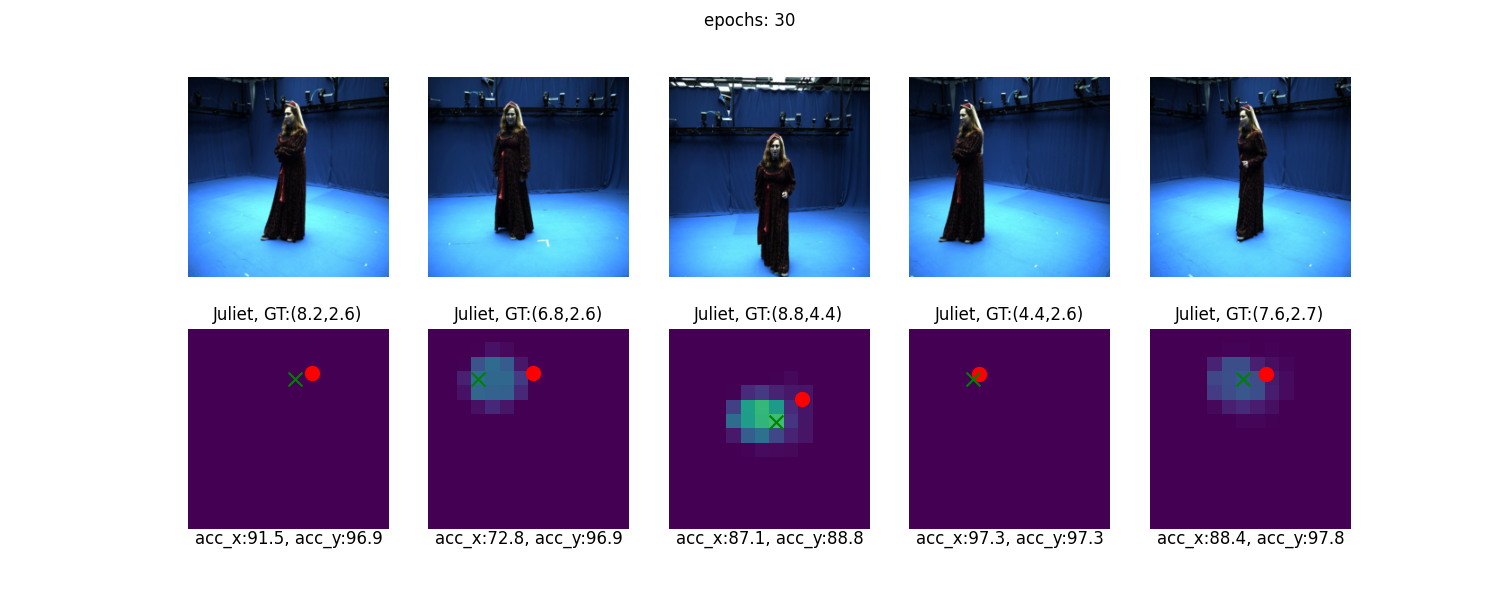 epochs: 30
Juliet, GT:(8.2,2.6)
Juliet, GT:(6.8,2.6)
Juliet, GT:(8.8,4.4)
Juliet, GT:(4.4,2.6)
Juliet, GT:(7.6,2.7)
acc_x:91.5, acc_y:96.9
acc_x:72.8, acc_y:96.9
acc_x:87.1, acc_y:88.8
acc_x:97.3, acc_y:97.3
acc_x:88.4, acc_y:97.8